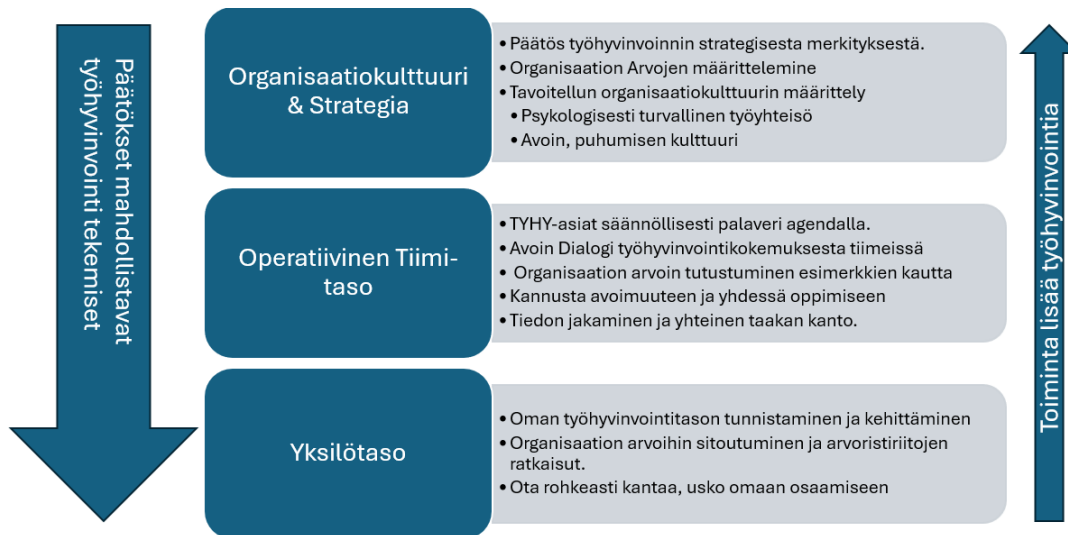 Päätökset mahdollistavat
työhyvinvointi tekemiset
Organisaatiokulttuuri
& Strategia
• Päätös työhyvinvoinnin strategisesta merkityksestä.
• Organisaation Arvojen määrittelemine
• Tavoitellun organisaatiokulttuurin määrittely
• Psykologisesti turvallinen työyhteisö
• Avoin, puhumisen kulttuuri
Operatiivinen Tiimi-
taso
• TYHY-asiat säännöllisesti palaveri agendalla.
• Avoin Dialogi työhyvinvointikokemuksesta tiimeissä
• Organisaation arvoin tutustuminen esimerkkien kautta
• Kannusta avoimuuteen ja yhdessä oppimiseen
• Tiedon jakaminen ja yhteinen taakan kanto.
Yksilötaso
• Oman työhyvinvointitason tunnistaminen ja kehittäminen
• Organisaation arvoihin sitoutuminen ja arvoristiriitojen
ratkaisut.
• Ota rohkeasti kantaa, usko omaan osaamiseen
Toiminta lisää työhyvinvointia